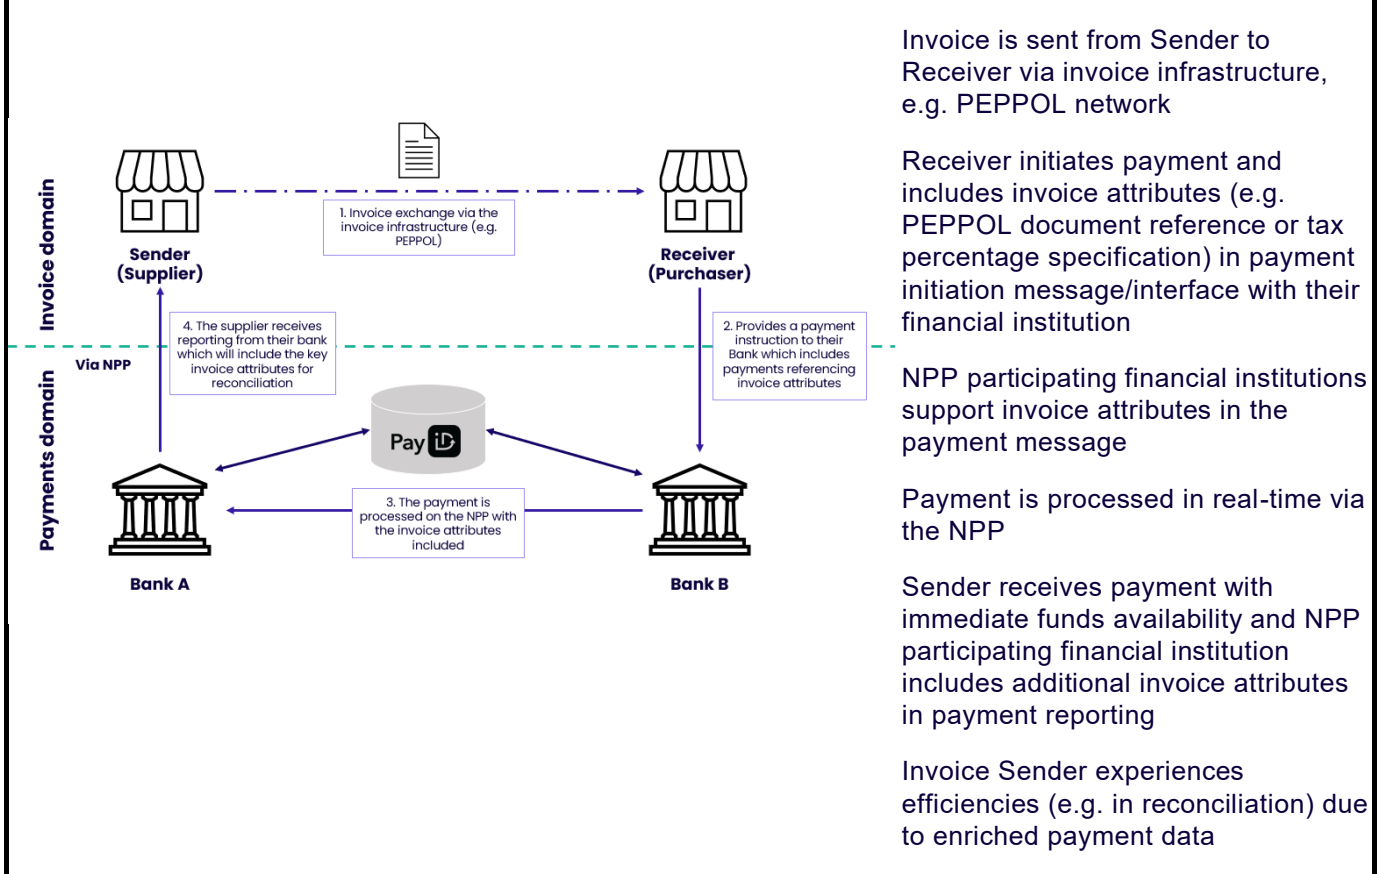 Invoice domain
Payments domain
Sender
(Supplier)
1. Invoice exchange via the
invoice infrastructure (e.g.
PEPPOL)
Receiver
(Purchaser)
4. The supplier receives
reporting from their bank
which will include the key
invoice attributes for
reconciliation
2. Provides a payment
instruction to their
Bank which includes
payments referencing
invoice attributes
Via NPP
Pay iD
3. The payment is
processed on the NPP with
the invoice attributes
included
Bank A
Bank B
Invoice is sent from Sender to
Receiver via invoice infrastructure,
e.g. PEPPOL network
Receiver initiates payment and
includes invoice attributes (e.g.
PEPPOL document reference or tax
percentage specification) in payment
initiation message/interface with their
financial institution
NPP participating financial institutions
support invoice attributes in the
payment message
Payment is processed in real-time via
the NPP
Sender receives payment with
immediate funds availability and NPP
participating financial institution
includes additional invoice attributes
in payment reporting
Invoice Sender experiences
efficiencies (e.g. in reconciliation) due
to enriched payment data